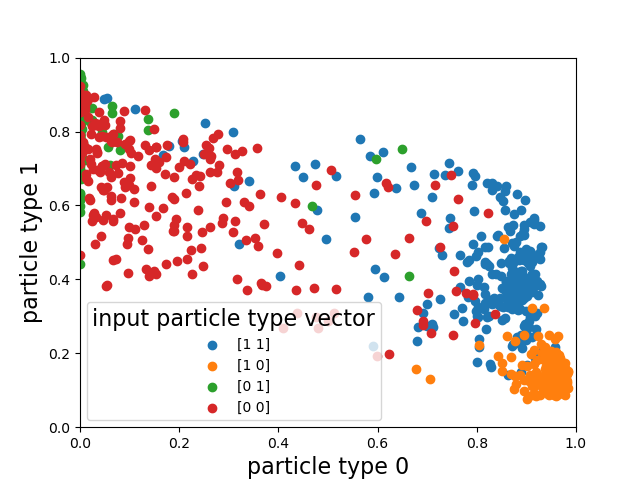 1.0
0.8
0.6
0.4
0.2
0.0
particle type 1
input particle type vector
[1 1]
[1 0]
[0 1]
[0 0]
0.0 0.2 0.4 0.6 0.8 1.0
particle type 0